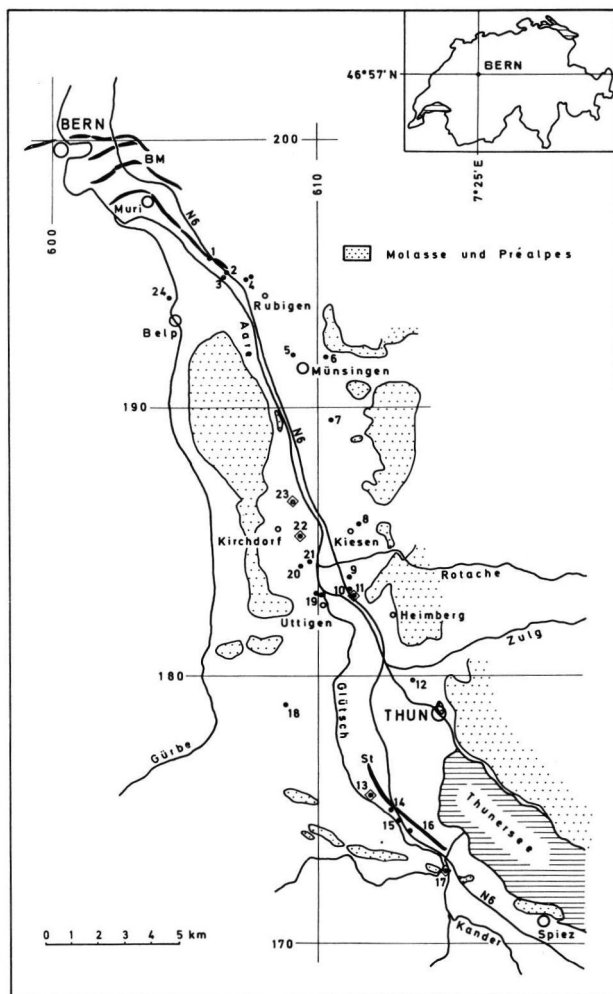 46°57'N
BERN
7°25'E
BERN
200
BM
610
600
Muri
N6
Molasse und Préalpes
1
2
3
4
24
Rubigen
Belp
Aare
5
6
Münsingen
190
N6
7
23
8
22
Kirchdorf
Kiesen
21
20
9
Rotache
10
11
19
Uttigen
Heimberg
Zulg
180
12
18
Glütsch
THUN
Gürbe
St
13
14
Thunersee
15
16
17
N6
0 1 2 3 4 5 km
170
Kander
Spiez